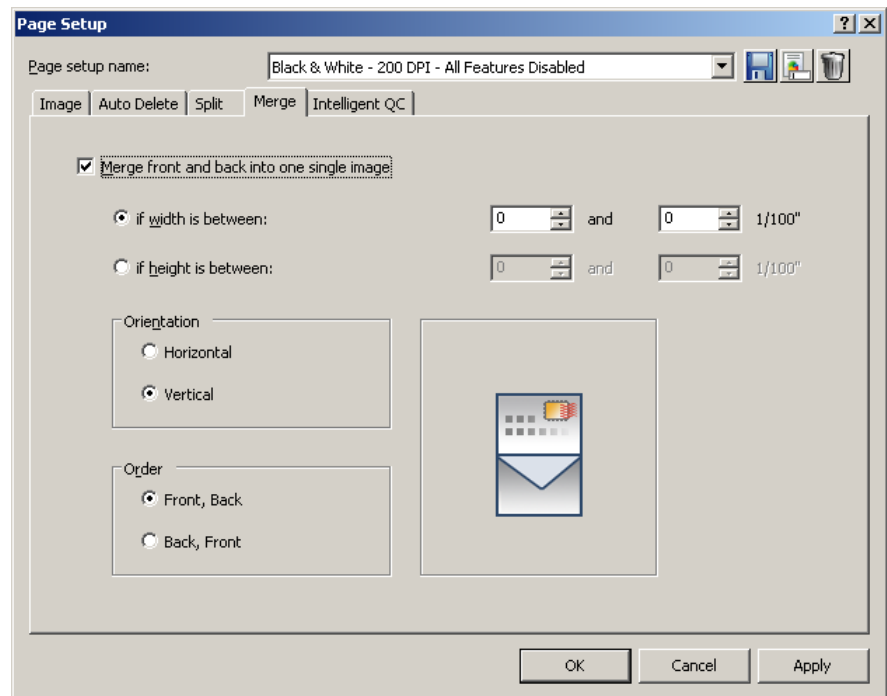 Page Setup
Page setup name: Black & White - 200 DPI - All Features Disabled
Image Auto Delete Split Merge Intelligent QC
Merge front and back into one single image
if width is between: 0 and 0 1/100"
if height is between: 0 and 0 1/100"
Orientation
Horizontal
Vertical
Order
Front, Back
Back, Front
OK Cancel Apply